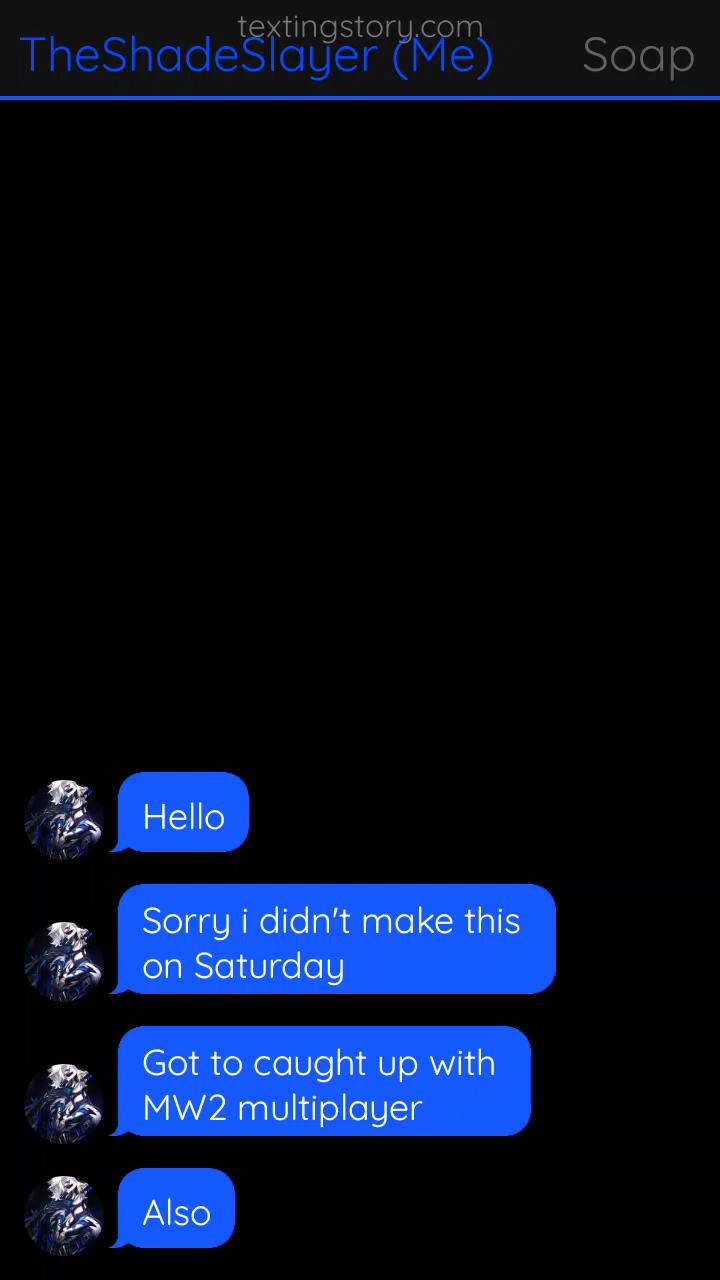 textingstory.com
TheShadeSlayer (Me) Soap
Hello
Sorry i didn't make this
on Saturday
Got to caught up with
MW2 multiplayer
Also